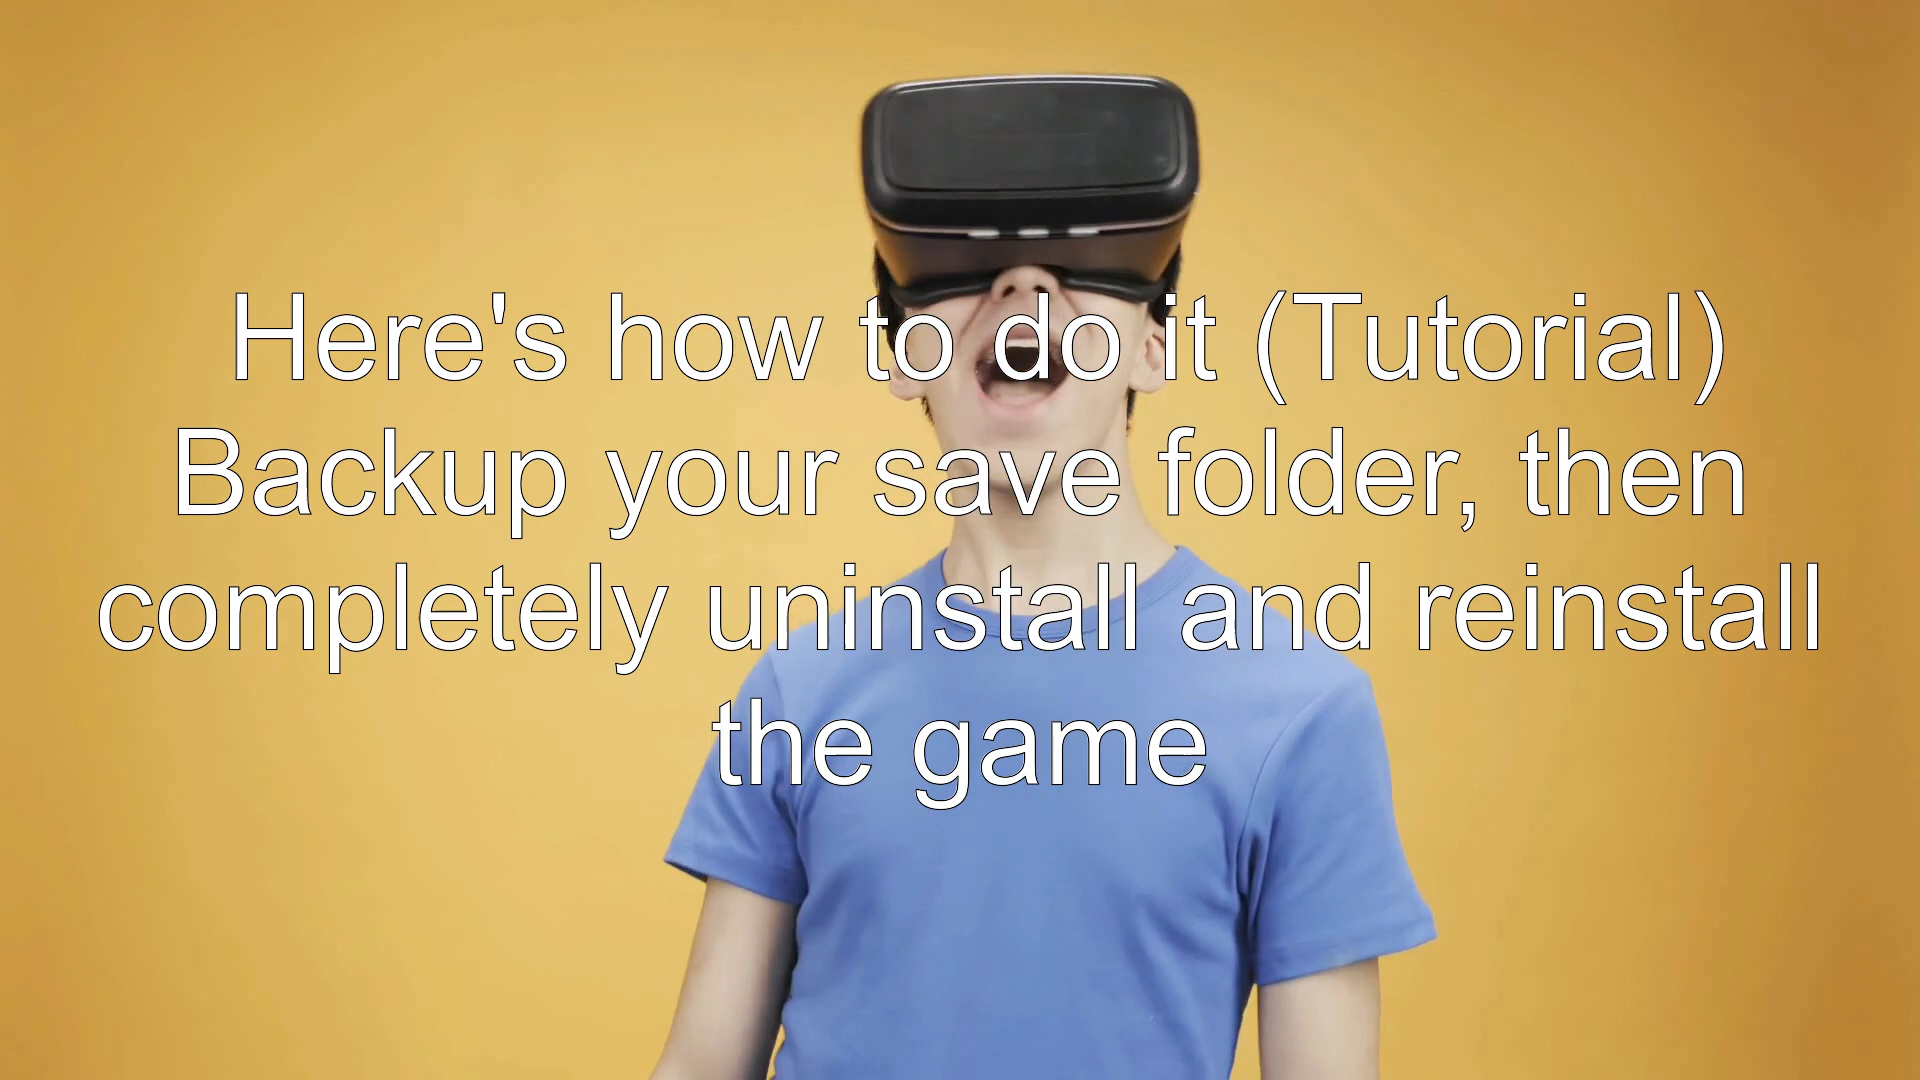 Here's how to do it (Tutorial)
Backup your save folder, then
completely uninstall and reinstall
the game